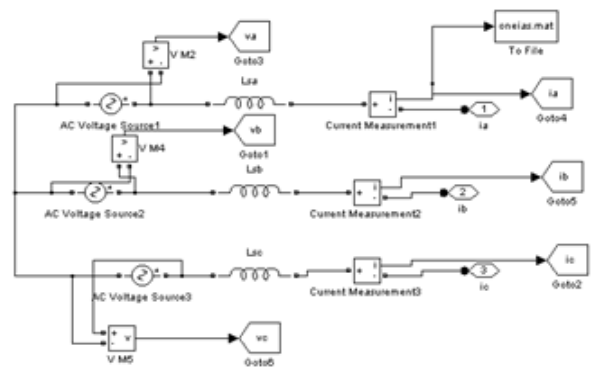 va
oneias.mat
V M2
Goto3
To File
Lsa
i
ia
AC Voltage Source1
Current Measurement1
1
ia
Goto4
vb
V M4
Goto1
Lsb
i
ib
AC Voltage Source2
Current Measurement2
2
ib
Goto5
Lsc
i
ic
AC Voltage Source3
Current Measurement3
3
ic
Goto2
v
vc
V M5
Goto6